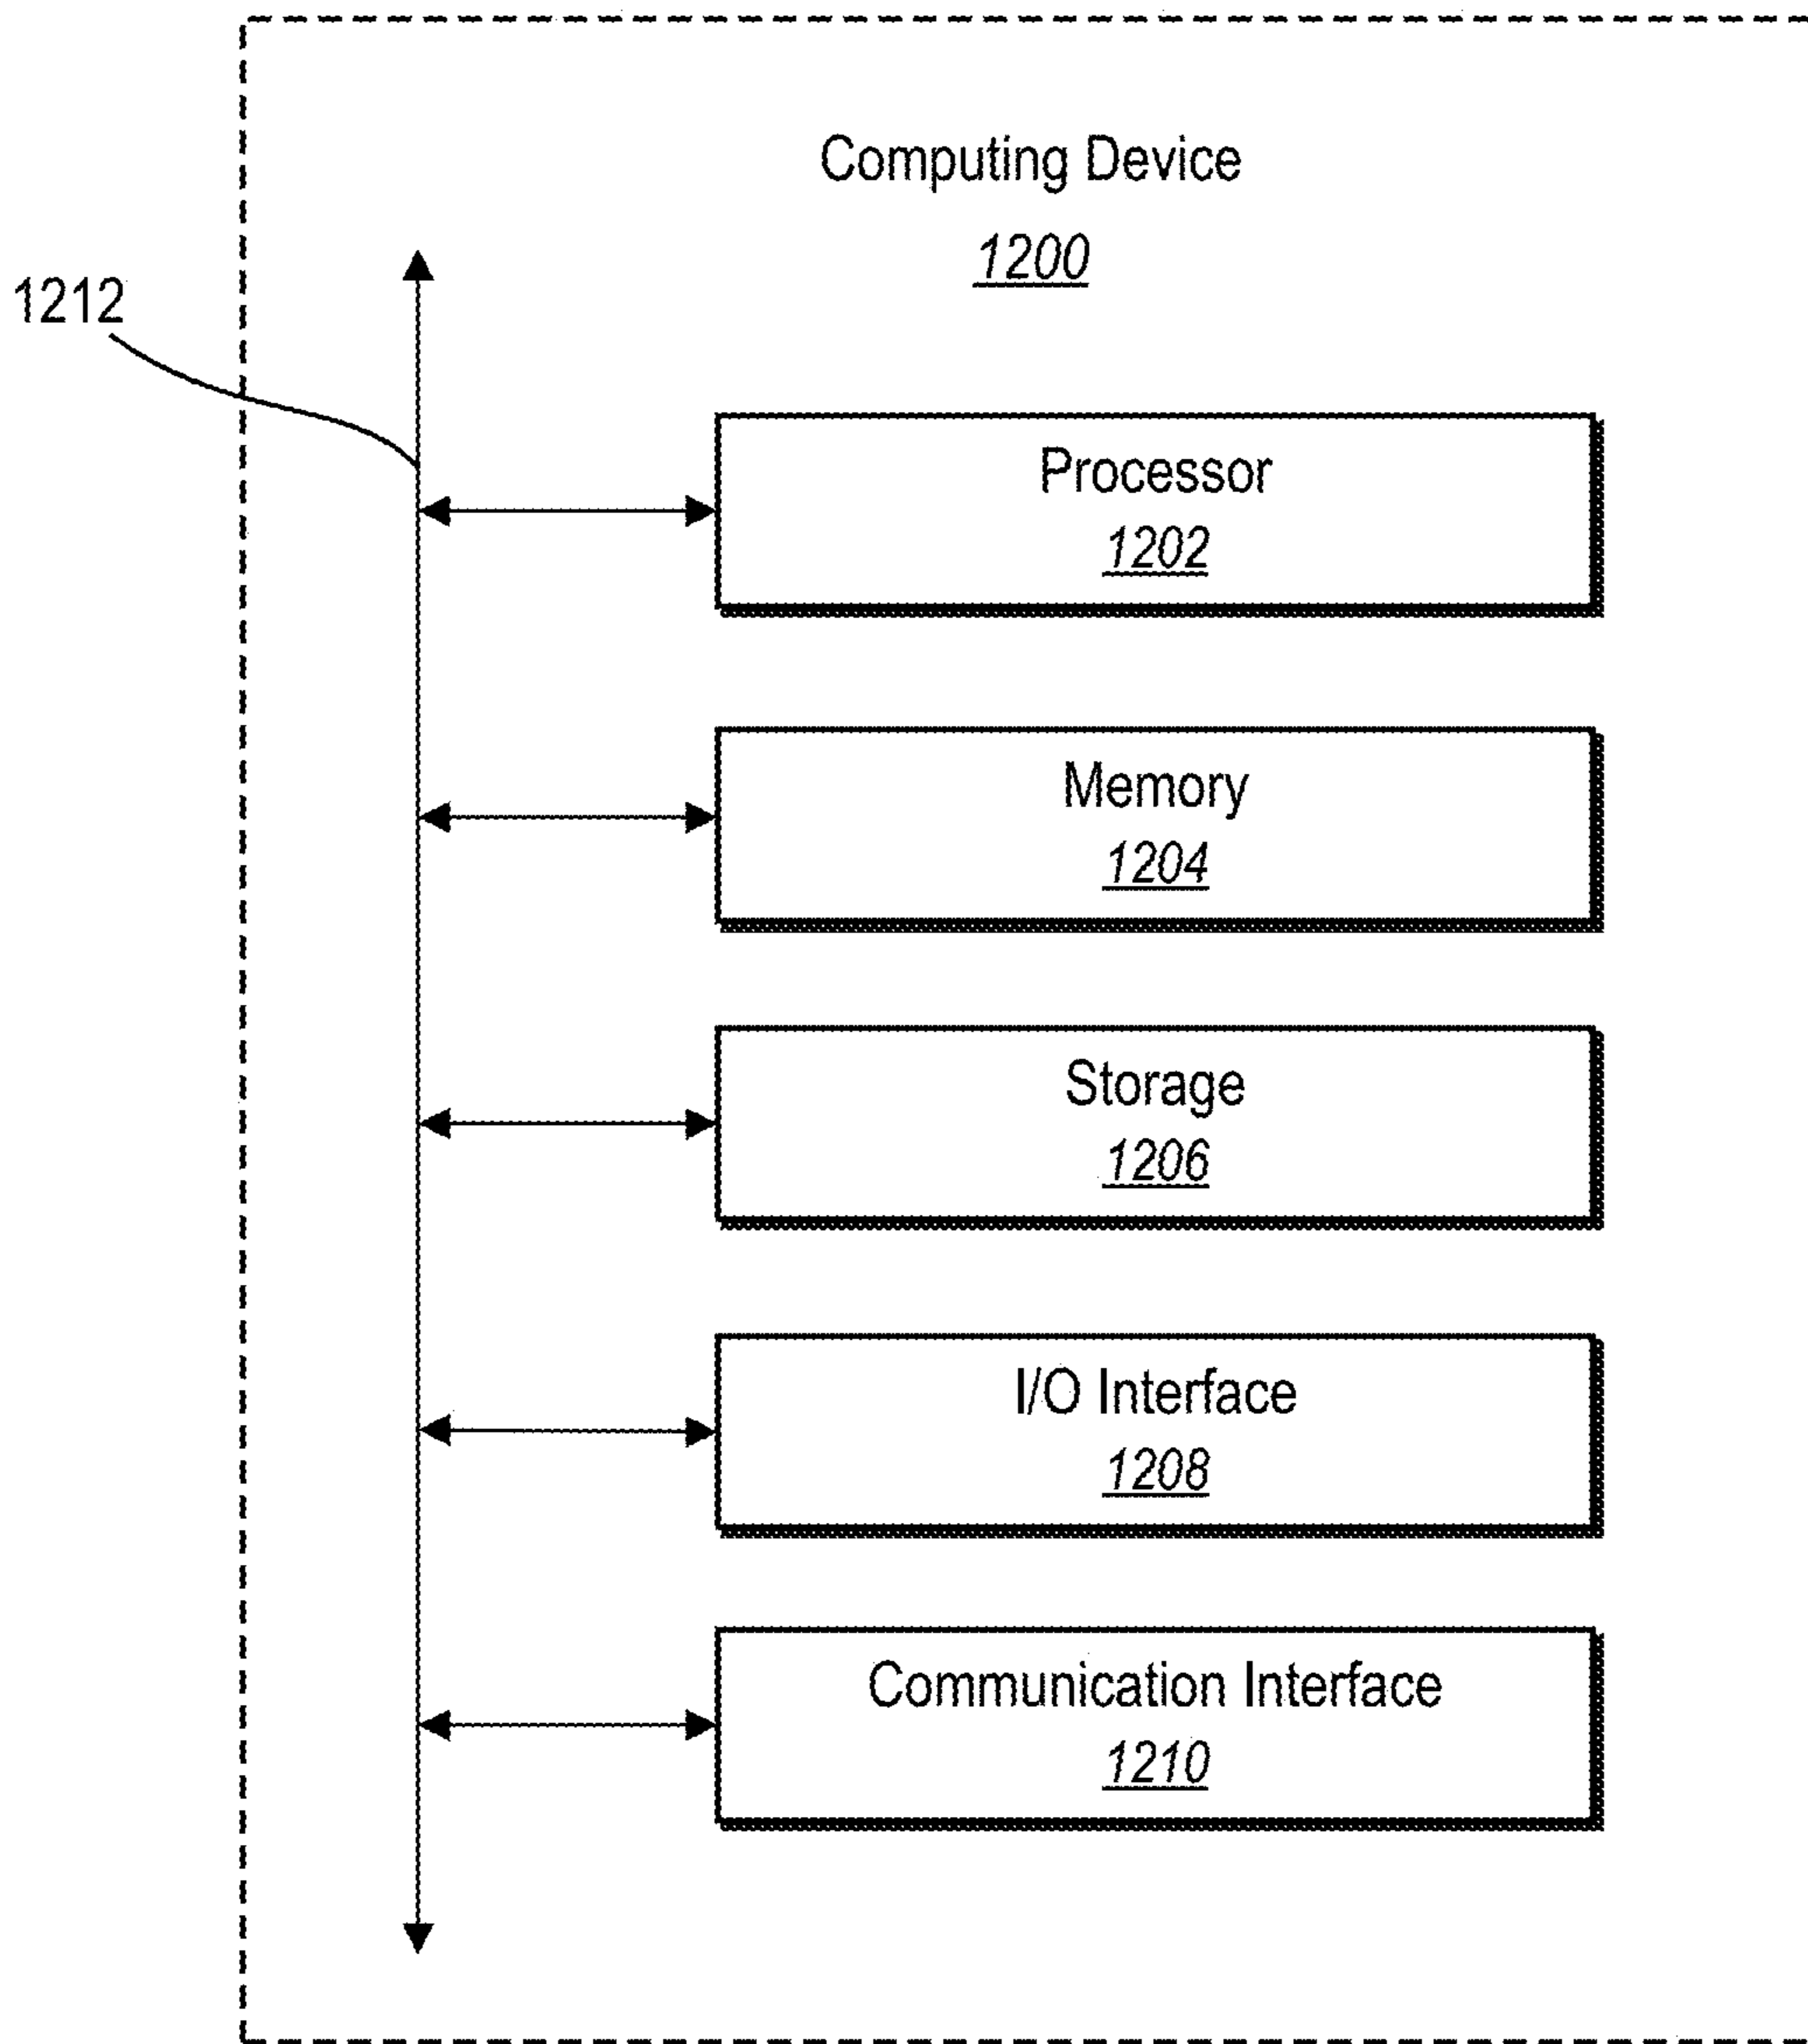 Computing Device
1200
1212
Processor
1202
Memory
1204
Storage
1206
I/O Interface
1208
Communication Interface
1210